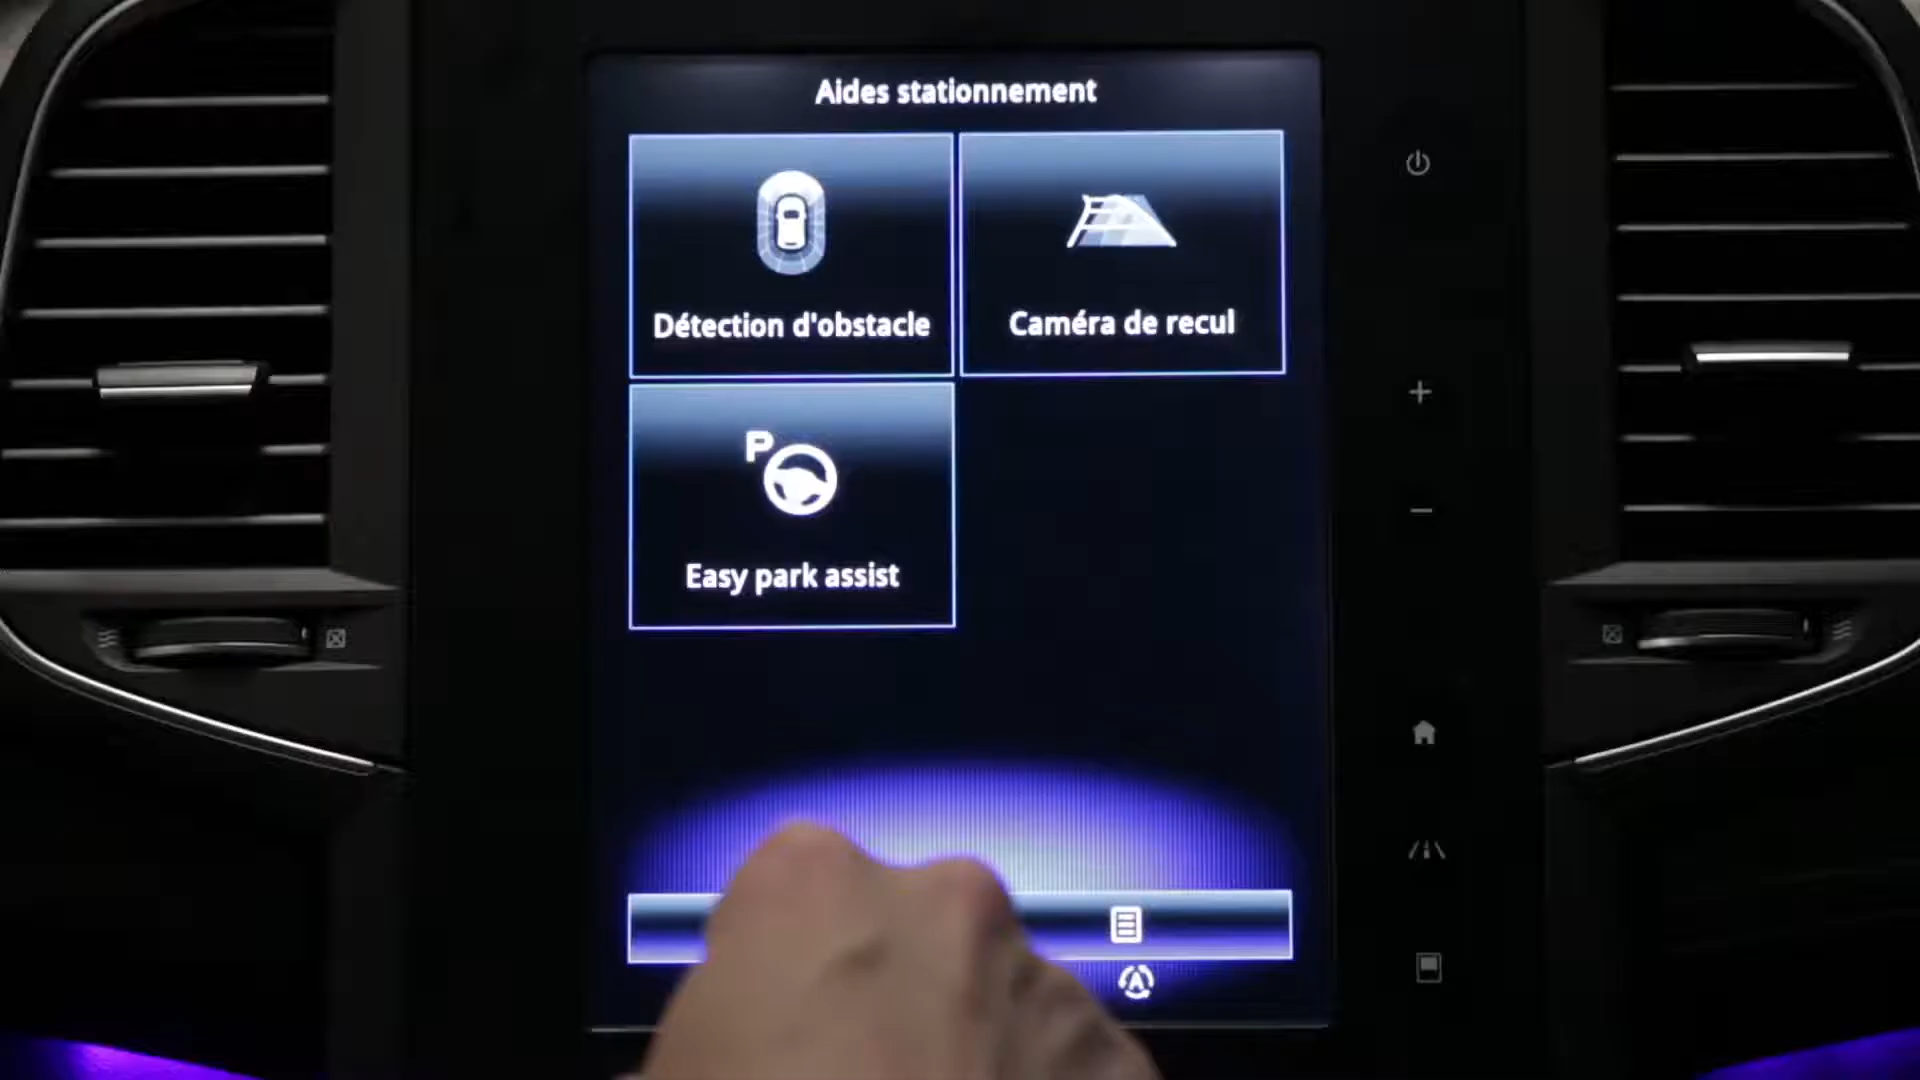 Aides stationnement
Détection d'obstacle
Caméra de recul
P
Easy park assist